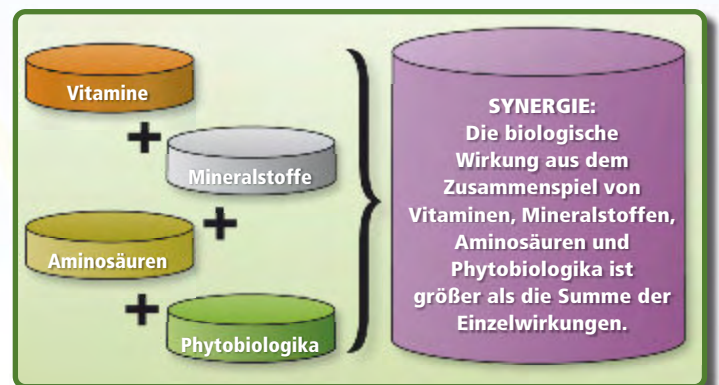 Vitamine
+
Mineralstoffe
+
Aminosäuren
+
Phytobiologika
SYNERGIE:
Die biologische
Wirkung aus dem
Zusammenspiel von
Vitaminen, Mineralstoffen,
Aminosäuren und
Phytobiologika ist
größer als die Summe der
Einzelwirkungen.